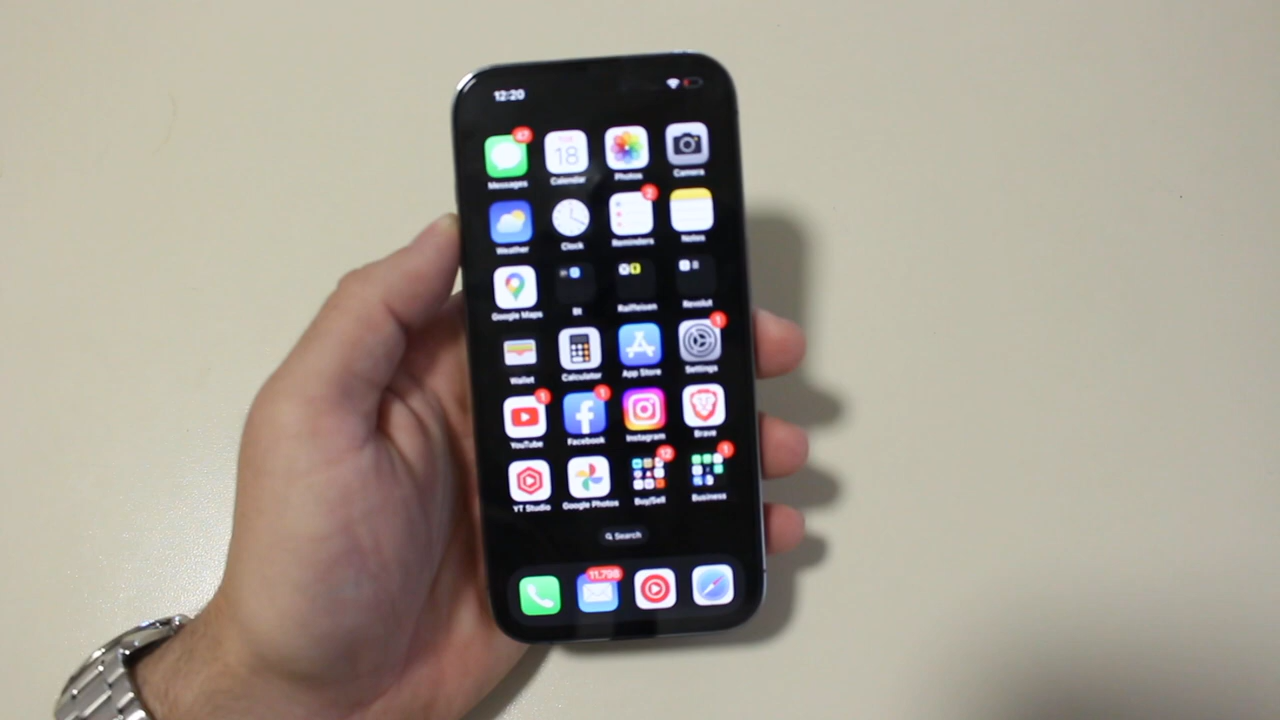 12:20
47
TUE
18
Messages Calendar Photos Camera
2
Weather Clock Reminders Notes
Google Maps Bt Raiffeisen Revolut
1
Wallet Calculator App Store Settings
1 1
YouTube Facebook Instagram Brave
12 1
YT Studio Google Photos Buy/Sell Business
Search
11,798